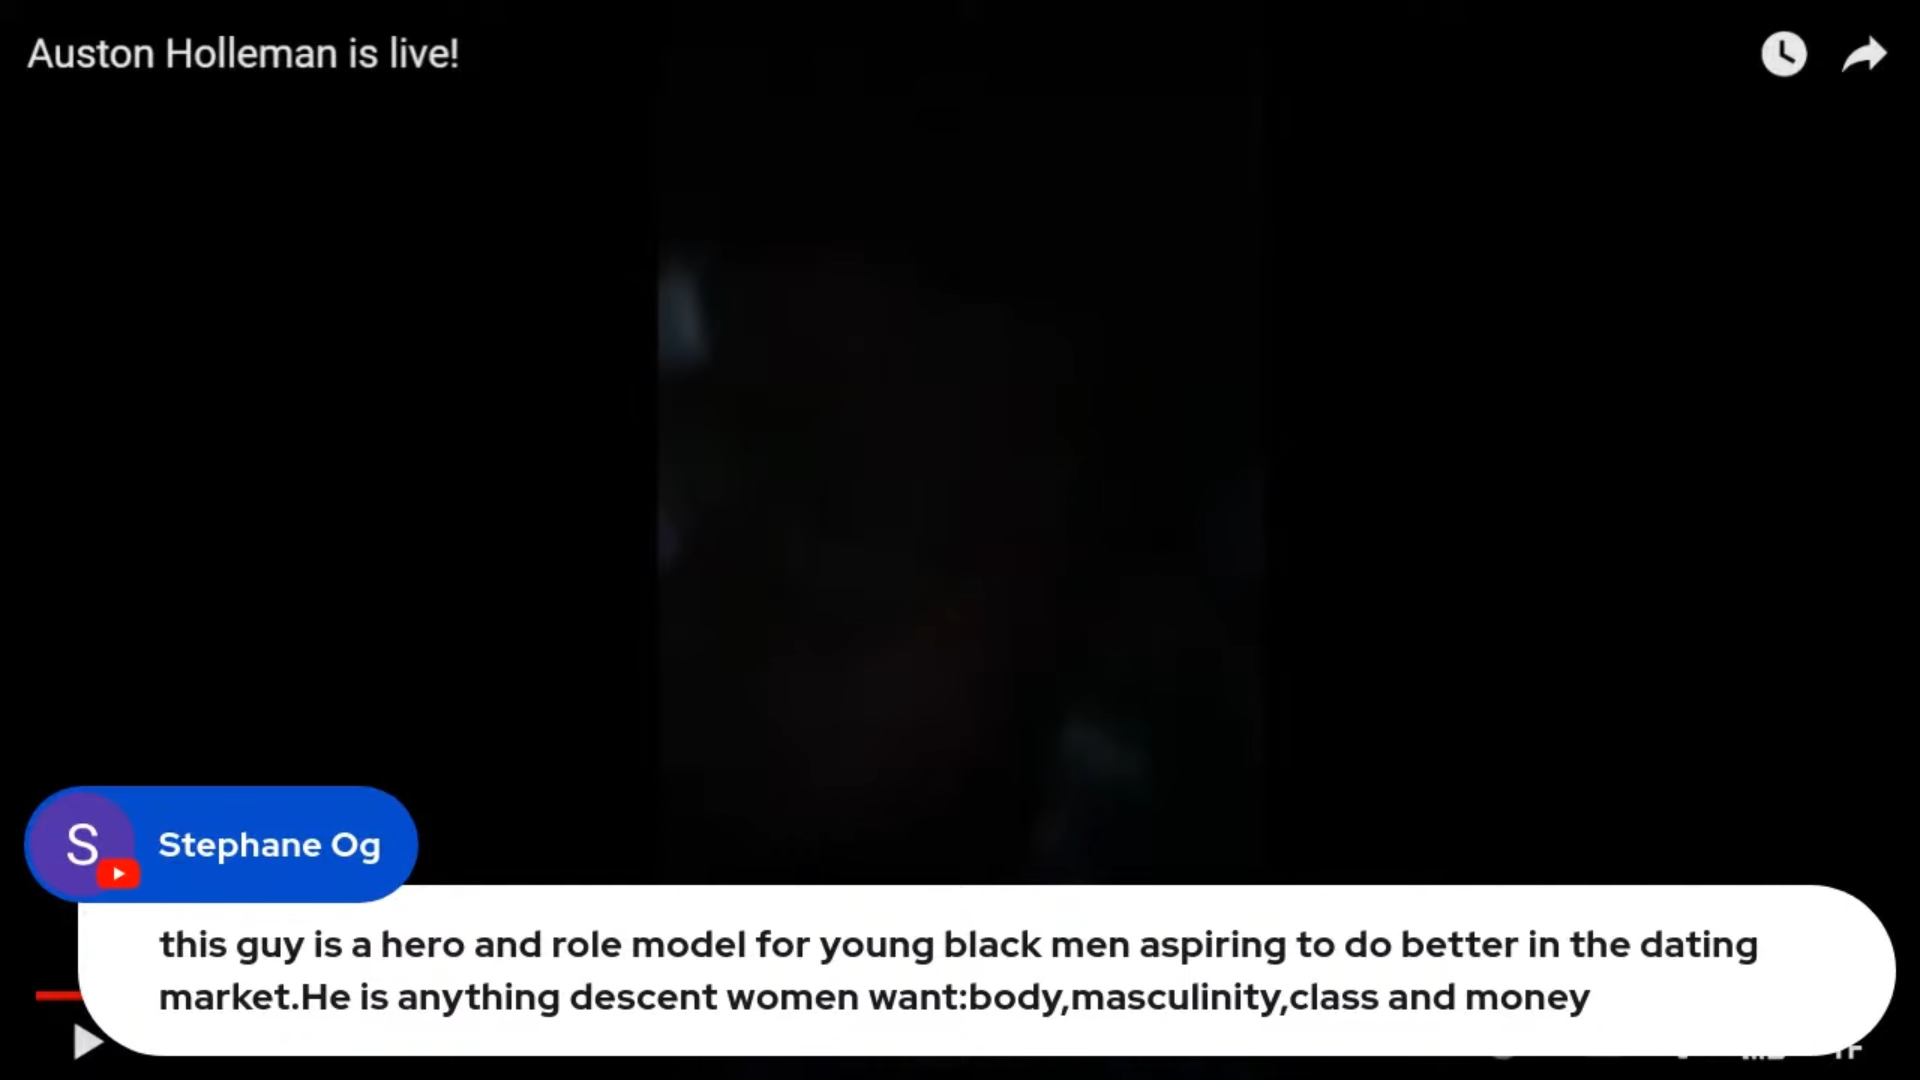 Auston Holleman is live!
S
Stephane Og
this guy is a hero and role model for young black men aspiring to do better in the dating
market.He is anything descent women want:body,masculinity,class and money